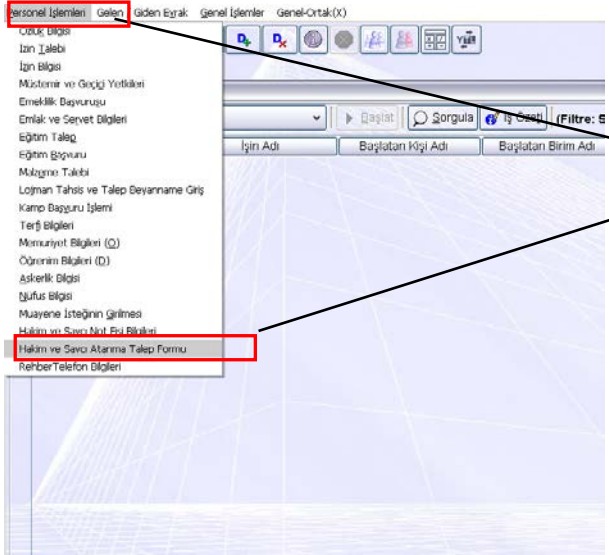 Personel İşlemleri Gelen Giden Evrak Genel İşlemler Genel-Ortak(X)
Özlük Bilgisi
İzin Talebi
İzin Bilgisi
Müstemir ve Geçiçi Yetkileri
Emeklilik Başvurusu
Emlak ve Servet Bilgileri
Eğitim Talep
Eğitim Başvuru
Malzeme Talebi
Lojman Tahsis ve Talep Beyanname Giriş
Kamp Başvuru İşlemi
Terfi Bilgileri
Memuriyet Bilgileri (O)
Öğrenim Bilgileri (D)
Askerlik Bilgisi
Nüfus Bilgisi
Muayene İsteğinin Girilmesi
Hakim ve Savcı Not Fişi Bilgileri
Hakim ve Savcı Atanma Talep Formu
RehberTelefon Bilgileri
Başlat Sorgula İş Özeti (Filtre: S
İşin Adı Başlatan Kişi Adı Başlatan Birim Adı